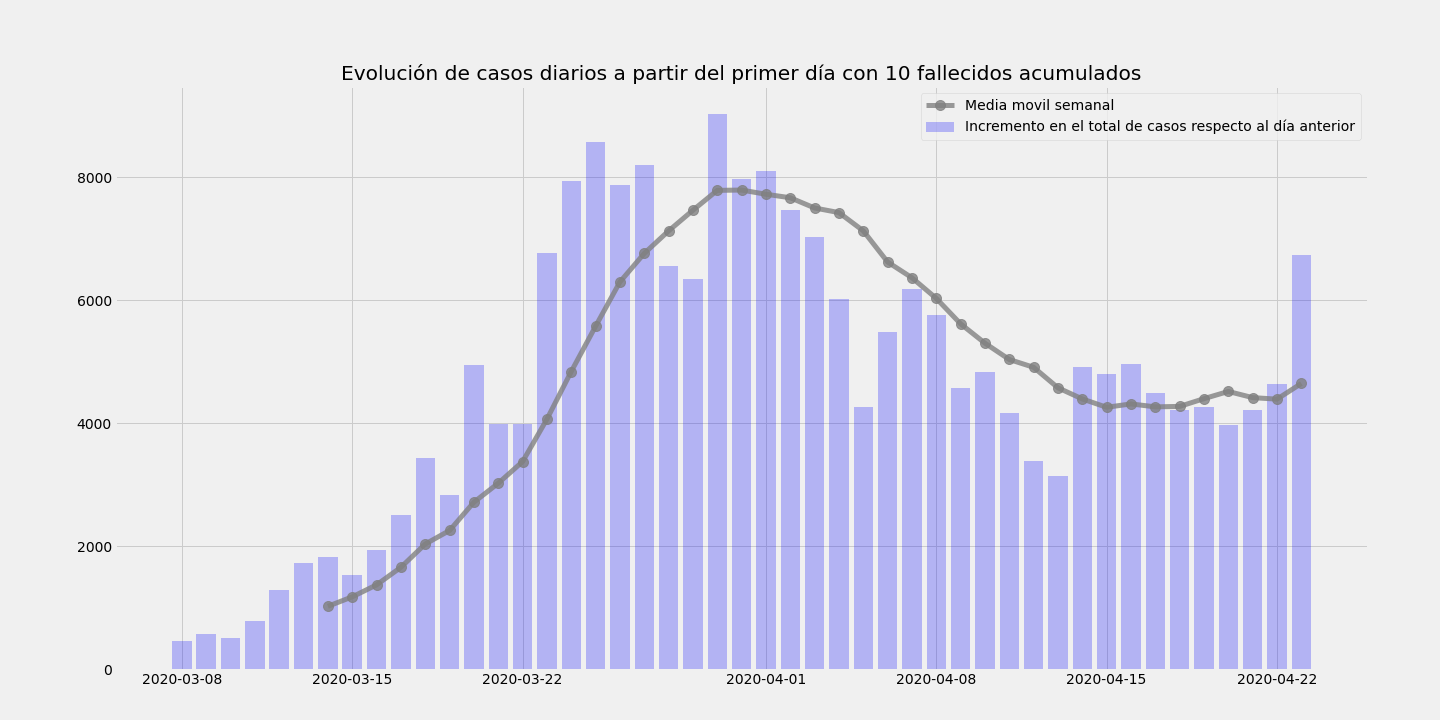 Evolución de casos diarios a partir del primer día con 10 fallecidos acumulados
Media movil semanal
Incremento en el total de casos respecto al día anterior
8000
6000
4000
2000
0
2020-03-08 2020-03-15 2020-03-22 2020-04-01 2020-04-08 2020-04-15 2020-04-22